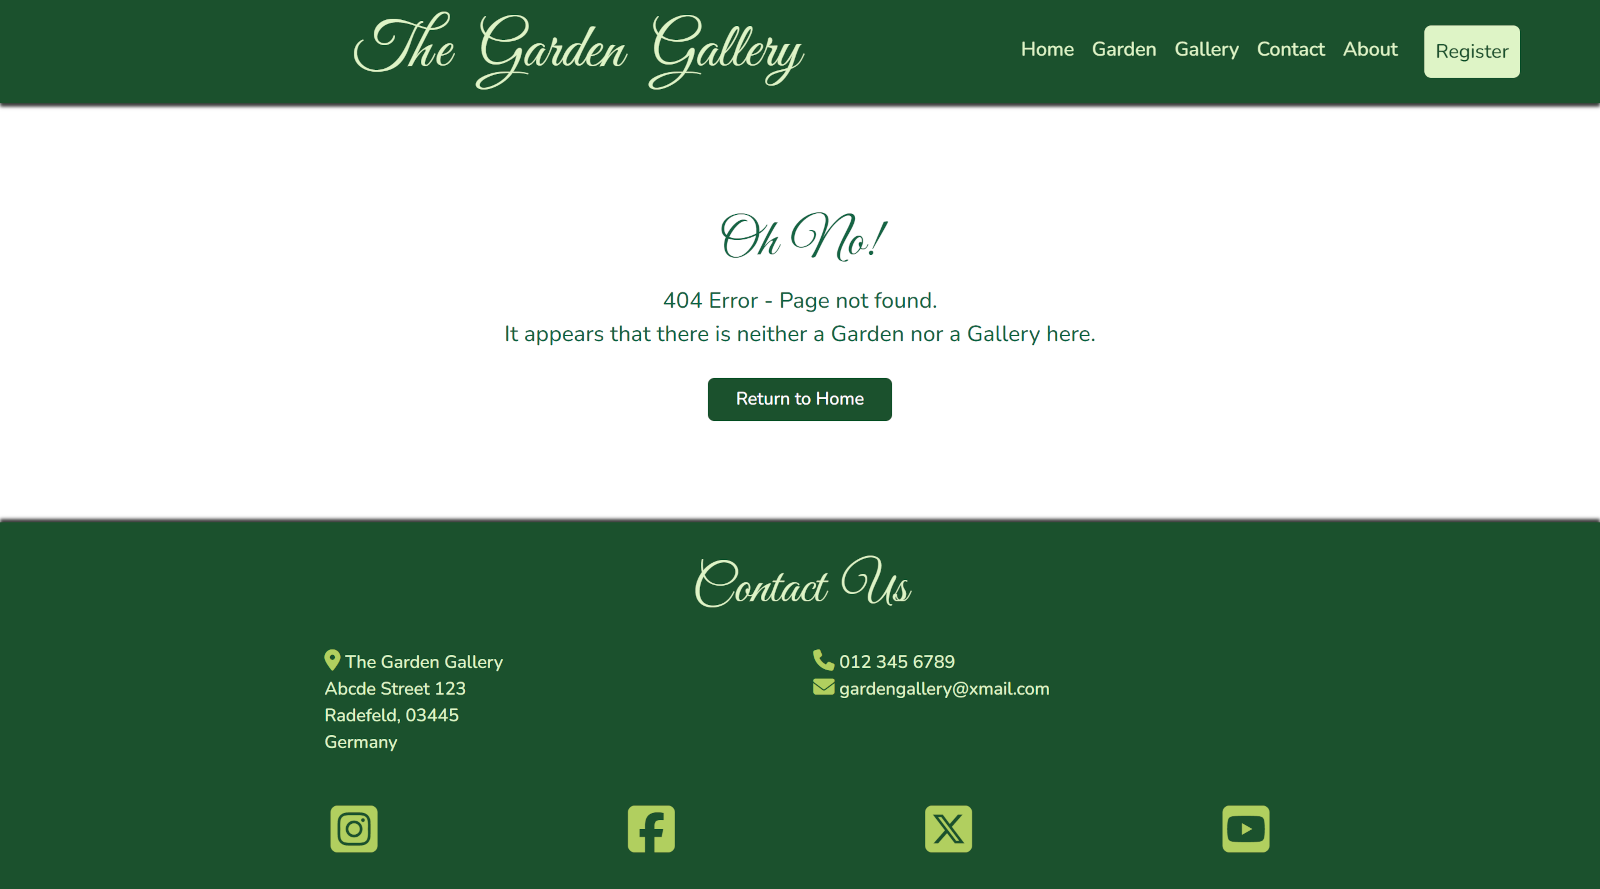 The Garden Gallery
Home Garden Gallery Contact About Register
Oh No!
404 Error - Page not found.
It appears that there is neither a Garden nor a Gallery here.
Return to Home
Contact Us
The Garden Gallery
Abcde Street 123
Radefeld, 03445
Germany
012 345 6789
gardengallery@xmail.com